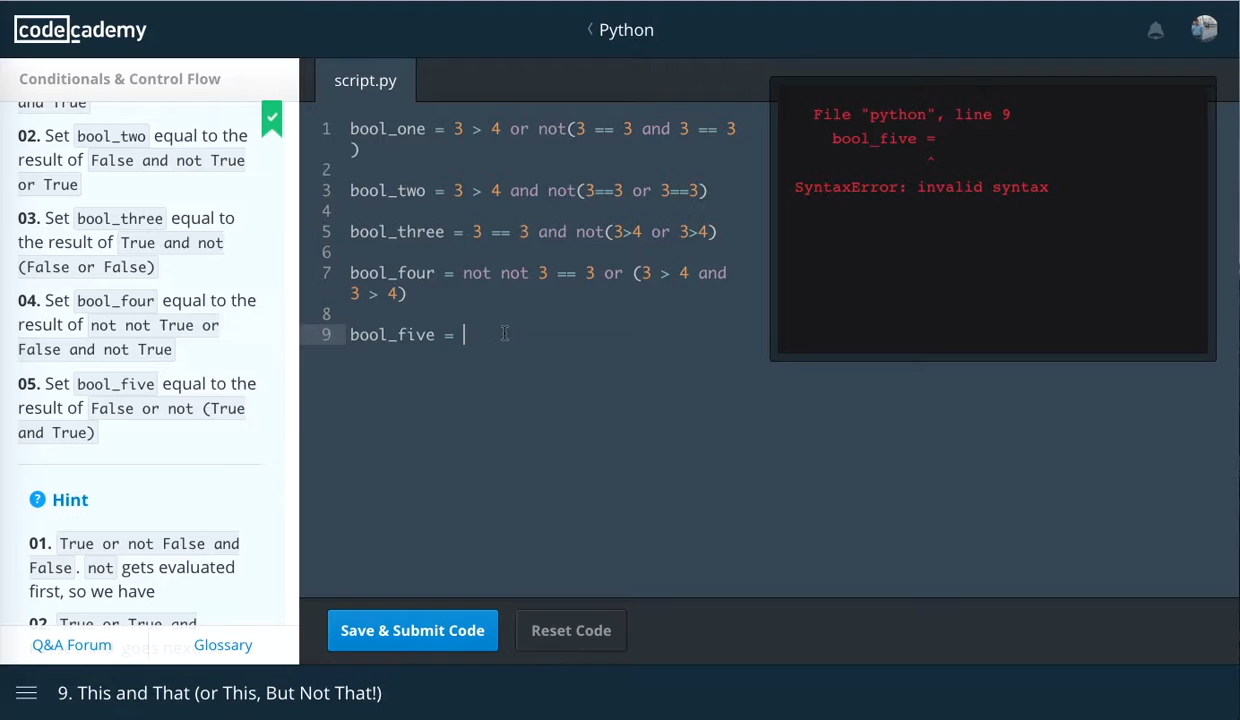 codecademy
Python
Conditionals & Control Flow
script.py
and True
02. Set bool_two equal to the
result of False and not True
or True
03. Set bool_three equal to
the result of True and not
(False or False)
04. Set bool_four equal to the
result of not not True or
False and not True
05. Set bool_five equal to the
result of False or not (True
and True)
? Hint
01. True or not False and
False. not gets evaluated
first, so we have
02. True or True and
goes next
Q&A Forum
Glossary
1 bool_one = 3 > 4 or not(3 == 3 and 3 == 3
)
2
3 bool_two = 3 > 4 and not(3==3 or 3==3)
4
5 bool_three = 3 == 3 and not(3>4 or 3>4)
6
7 bool_four = not not 3 == 3 or (3 > 4 and
3 > 4)
8
9 bool_five =
File "python", line 9
bool_five =
^
SyntaxError: invalid syntax
Save & Submit Code
Reset Code
9. This and That (or This, But Not That!)